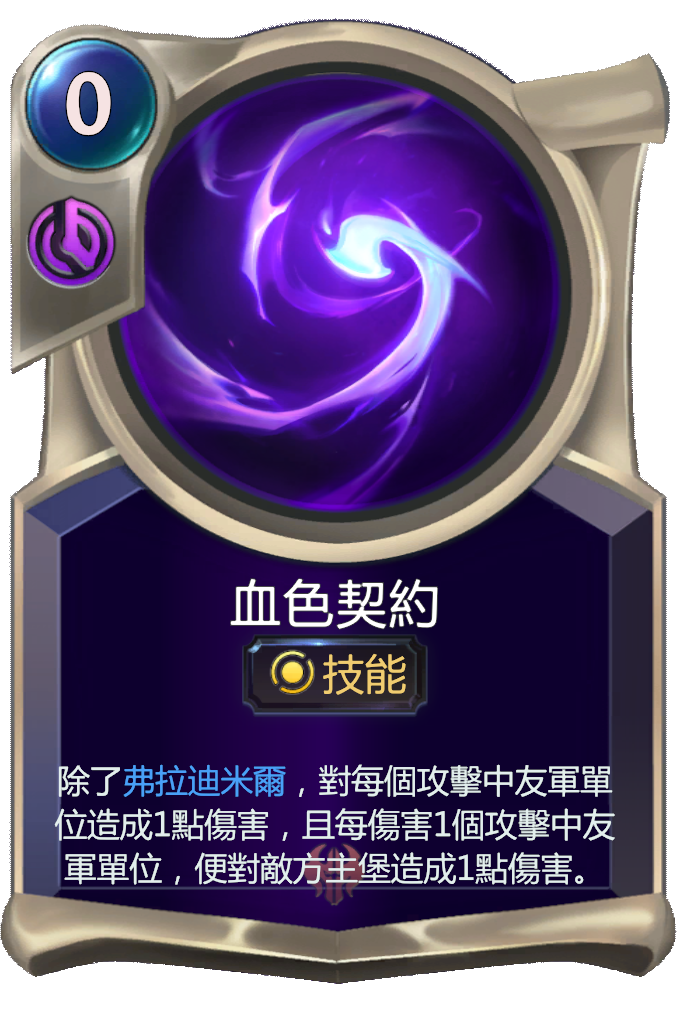 0
血色契約
技能
除了弗拉迪米爾，對每個攻擊中友軍單
位造成1點傷害，且每傷害1個攻擊中友
軍單位，便對敵方主堡造成1點傷害。